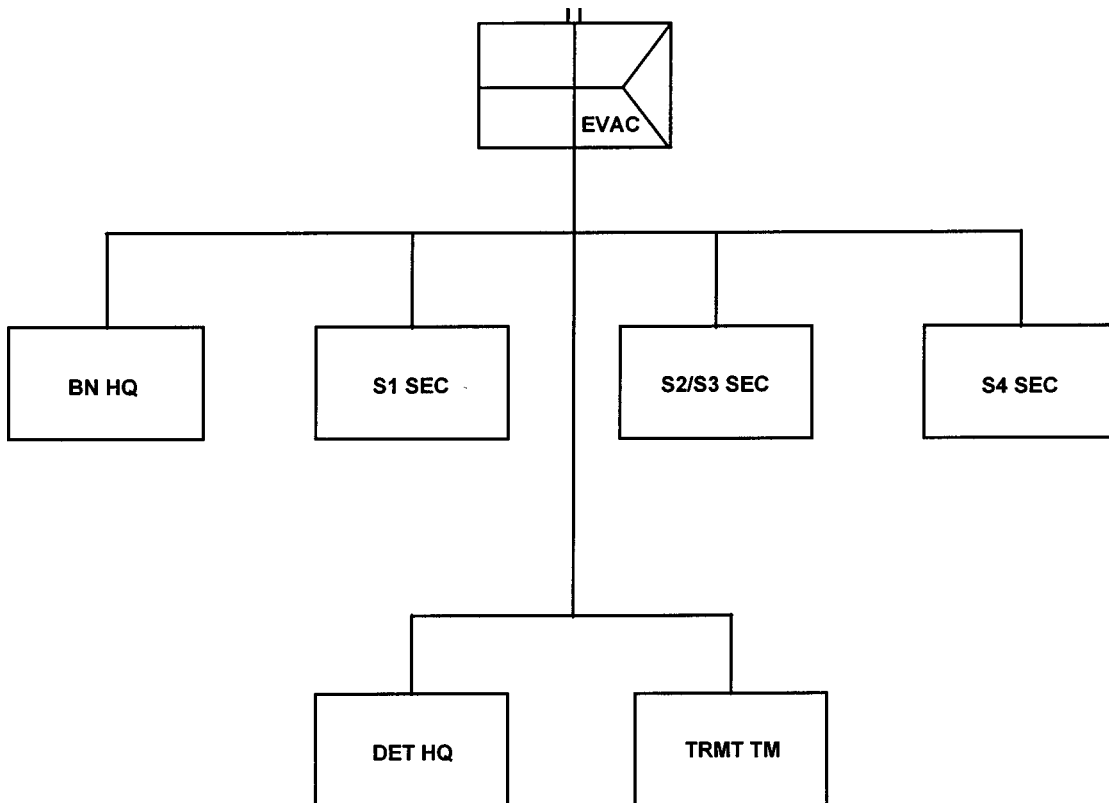 EVAC
BN HQ
S1 SEC
S2/S3 SEC
S4 SEC
DET HQ
TRMT TM